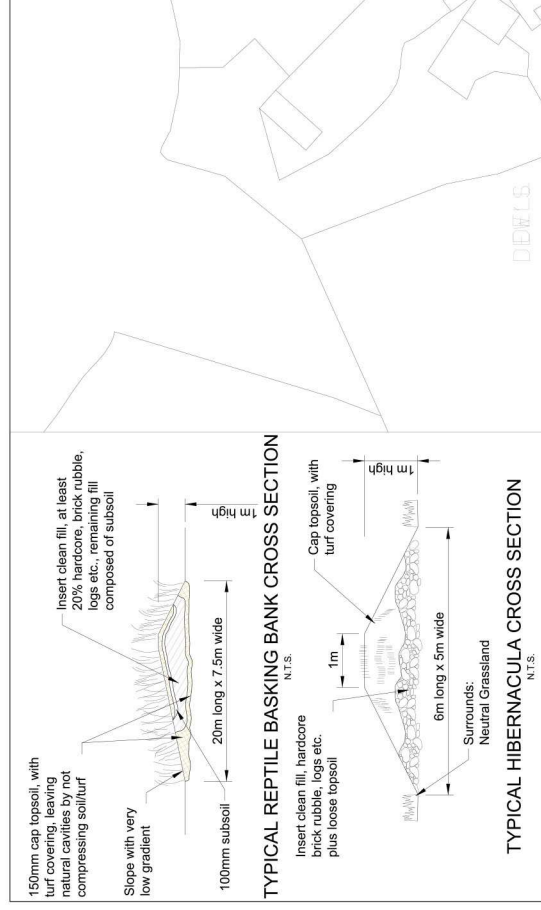 150mm cap topsoil, with
turf covering, leaving
natural cavities by not
compressing soil/turf
Insert clean fill, at least
20% hardcore, brick rubble,
logs etc., remaining fill
composed of subsoil
Slope with very
low gradient
1m high
20m long x 7.5m wide
100mm subsoil
TYPICAL REPTILE BASKING BANK CROSS SECTION
N.T.S.
Insert clean fill, hardcore
brick rubble, logs etc.
plus loose topsoil
1m
Cap topsoil, with
turf covering
1m high
6m long x 5m wide
Surrounds:
Neutral Grassland
TYPICAL HIBERNACULA CROSS SECTION
N.T.S.